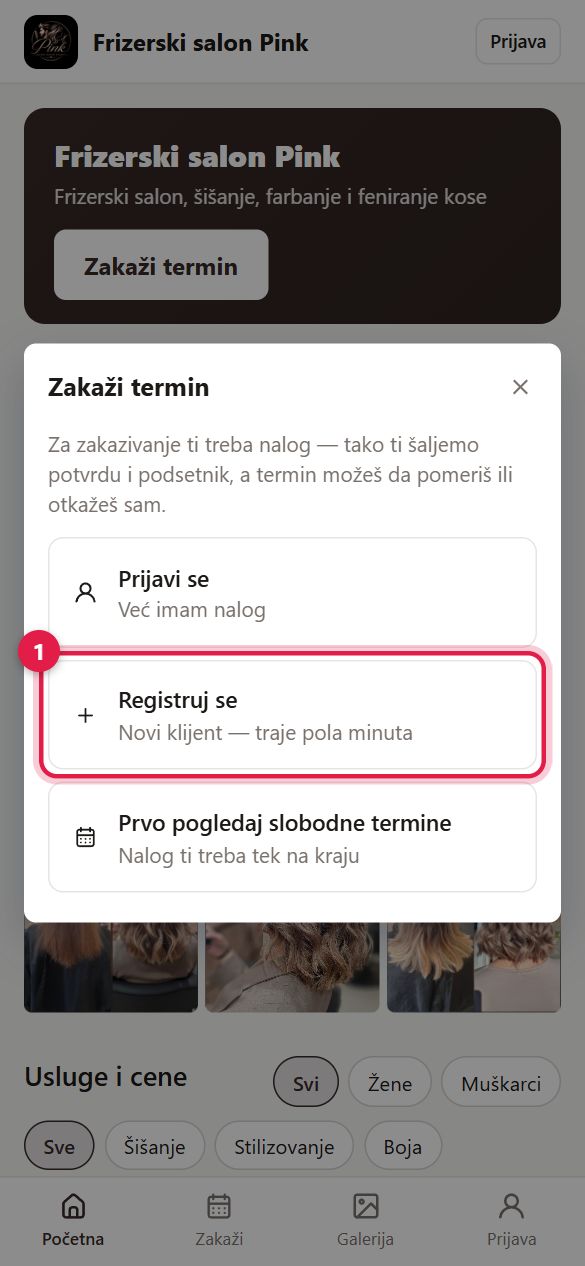 Pink
Frizerski salon Pink
Prijava
Frizerski salon Pink
Frizerski salon, šišanje, farbanje i feniranje kose
Zakaži termin
Zakaži termin
Za zakazivanje ti treba nalog — tako ti šaljemo
potvrdu i podsetnik, a termin možeš da pomeriš ili
otkažeš sam.
Prijavi se
Već imam nalog
1
Registruj se
Novi klijent — traje pola minuta
Prvo pogledaj slobodne termine
Nalog ti treba tek na kraju
Usluge i cene
Svi
Žene
Muškarci
Sve
Šišanje
Stilizovanje
Boja
Početna
Zakaži
Galerija
Prijava